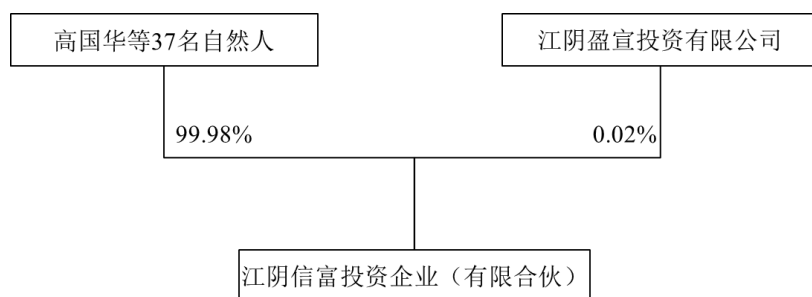 高国华等37名自然人
江阴盈宣投资有限公司
99.98%
0.02%
江阴信富投资企业（有限合伙）